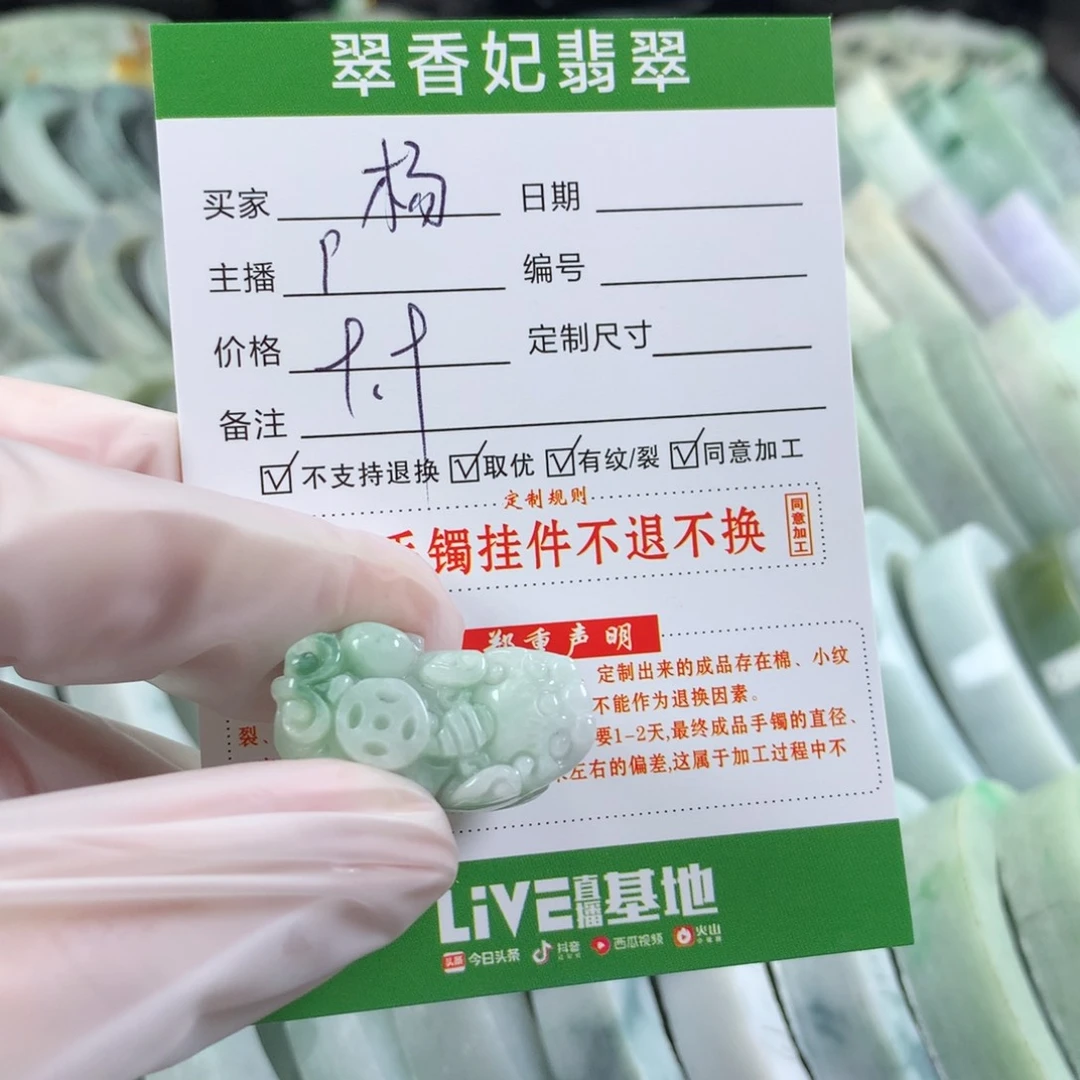 翠香妃翡翠
买家 杨 日期
主播 P 编号
价格 定制尺寸
备注
☑不支持退换 ☑取优 ☑有纹/裂 ☑同意加工
定制规则
手镯挂件不退不换 同意加工
郑重声明
定制出来的成品存在棉、小纹
裂、 不能作为退换因素。
要1-2天,最终成品手镯的直径、
左右的偏差,这属于加工过程中不
LiVE直播基地
头条 今日头条 抖音 西瓜视频 火山